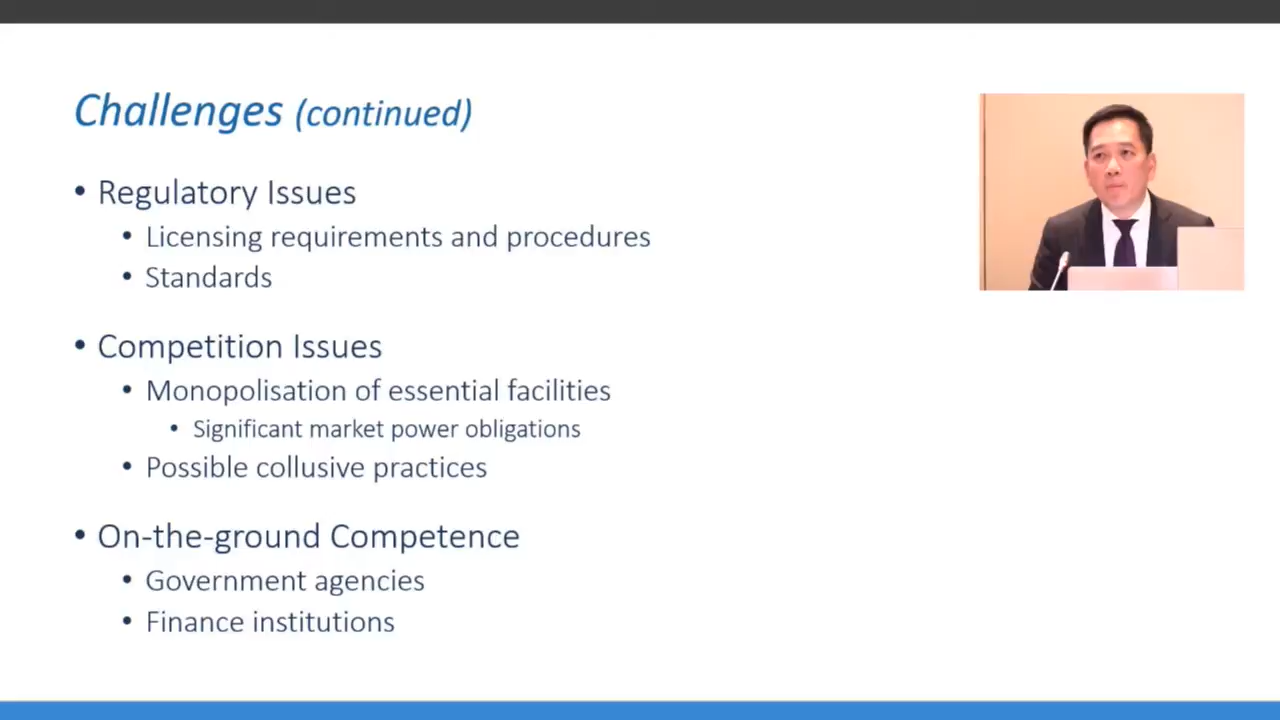 Challenges (continued)
• Regulatory Issues
• Licensing requirements and procedures
• Standards
• Competition Issues
• Monopolisation of essential facilities
• Significant market power obligations
• Possible collusive practices
• On-the-ground Competence
• Government agencies
• Finance institutions